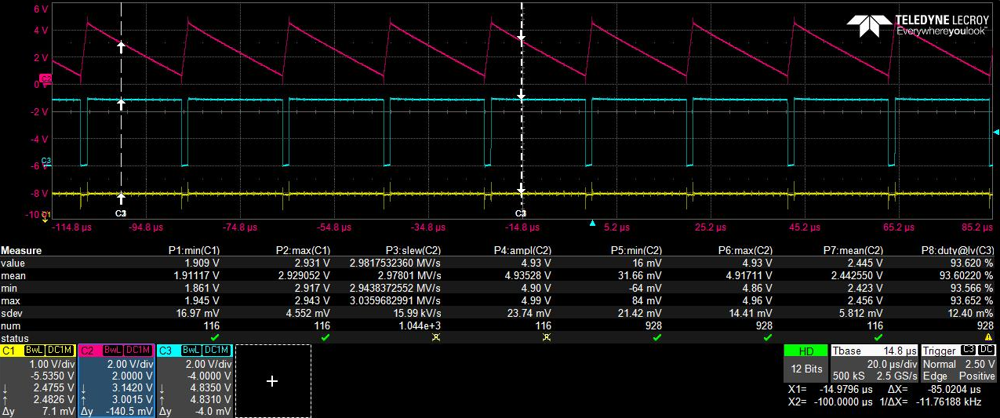 6 V
4 V
2 V
0 V
-2 V
-4 V
-6 V
-8 V
-10
C2
C3
C1
TELEDYNE LECROY
Everywhereyoulook™
-114.8 µs -94.8 µs -74.8 µs -54.8 µs -34.8 µs -14.8 µs 5.2 µs 25.2 µs 45.2 µs 65.2 µs 85.2 µs
Measure P1:min(C1) P2:max(C1) P3:slew(C2) P4:ampl(C2) P5:min(C2) P6:max(C2) P7:mean(C2) P8:duty@lv(C3)
value 1.909 V 2.931 V 2.9817532360 MV/s 4.93 V 16 mV 4.93 V 2.445 V 93.620 %
mean 1.91117 V 2.929052 V 2.97801 MV/s 4.93528 V 31.66 mV 4.91711 V 2.442550 V 93.60220 %
min 1.861 V 2.917 V 2.9438372552 MV/s 4.90 V -64 mV 4.86 V 2.423 V 93.566 %
max 1.945 V 2.943 V 3.0359682991 MV/s 4.99 V 84 mV 4.96 V 2.456 V 93.652 %
sdev 16.97 mV 4.552 mV 15.99 kV/s 23.74 mV 21.42 mV 14.41 mV 5.812 mV 12.40 m%
num 116 116 1.044e+3 116 928 928 116 928
status
C1 BwL DC1M
1.00 V/div
-5.5350 V
↓ 2.4755 V
↑ 2.4826 V
Δy 7.1 mV
C2 BwL DC1M
2.00 V/div
2.0000 V
↓ 3.1420 V
↑ 3.0015 V
Δy -140.5 mV
C3 BwL DC1M
2.00 V/div
-4.0000 V
↓ 4.8350 V
↑ 4.8310 V
Δy -4.0 mV
+
HD
12 Bits
Tbase 14.8 µs
20.0 µs/div
500 kS 2.5 GS/s
Trigger C3 DC
Normal 2.50 V
Edge Positive
X1= -14.9796 µs ΔX= -85.0204 µs
X2= -100.0000 µs 1/ΔX= -11.76188 kHz